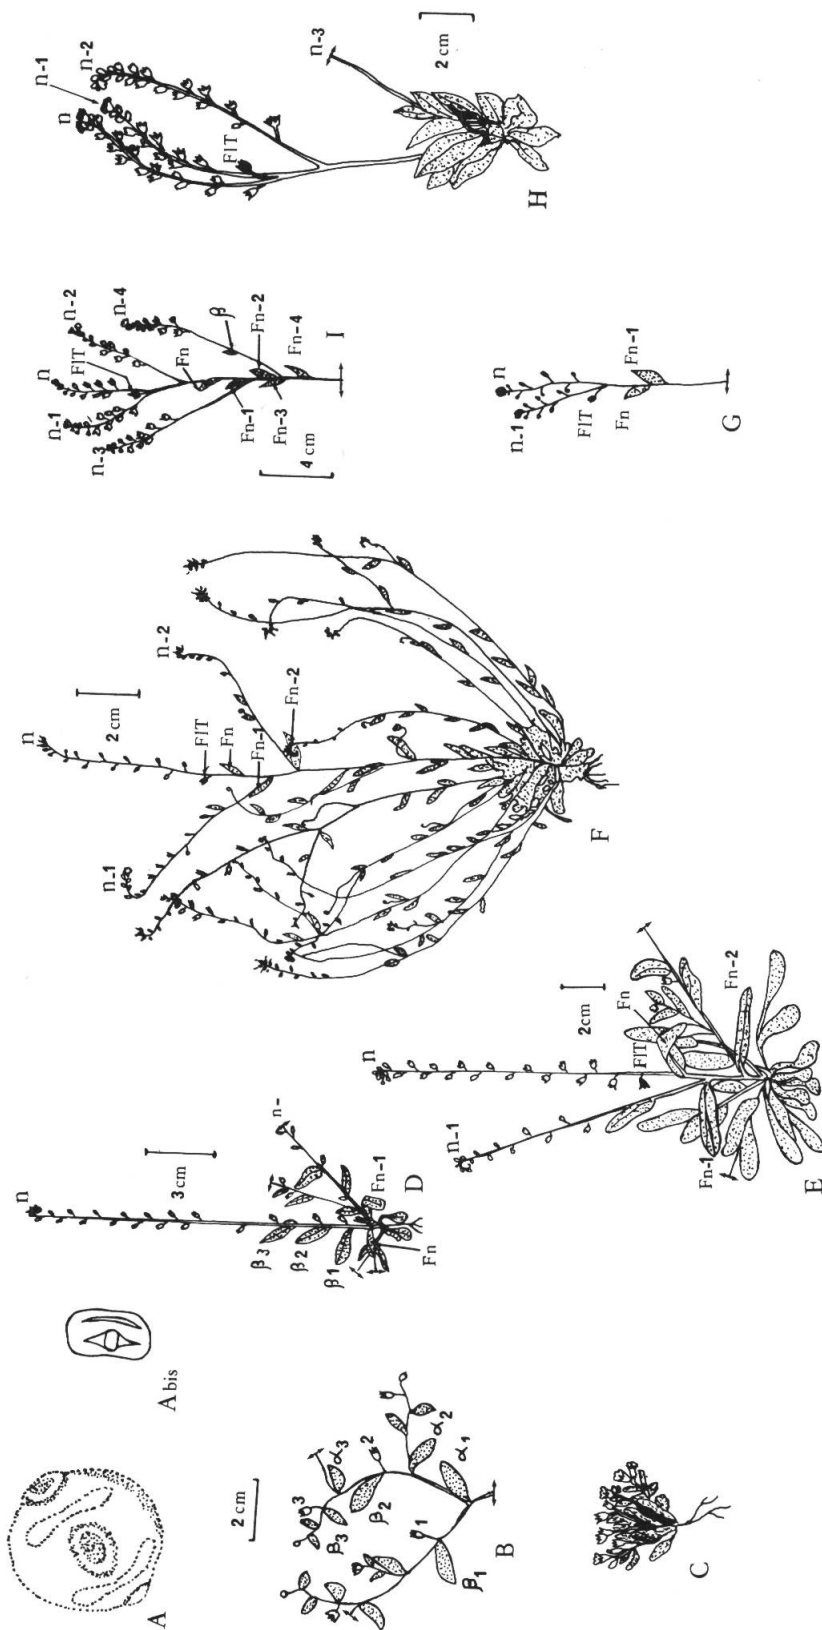 A
A bis
2 cm
α3
3
β3
2
β2
α2
α1
1
β1
B
C
n
3 cm
n-
β3
β2
β1
Fn-1
Fn
D
n
n-1
2cm
FlT
Fn
Fn-2
Fn-1
E
n
2 cm
n-2
n-1
FlT
Fn
Fn-1
Fn-2
F
n
n-1
FlT
Fn
Fn-1
G
n-2
n-4
n
n-1
n-3
FlT
Fn
β
Fn-2
Fn-4
Fn-1
Fn-3
4 cm
I
n-1
n-2
n
FlT
n-3
2 cm
H